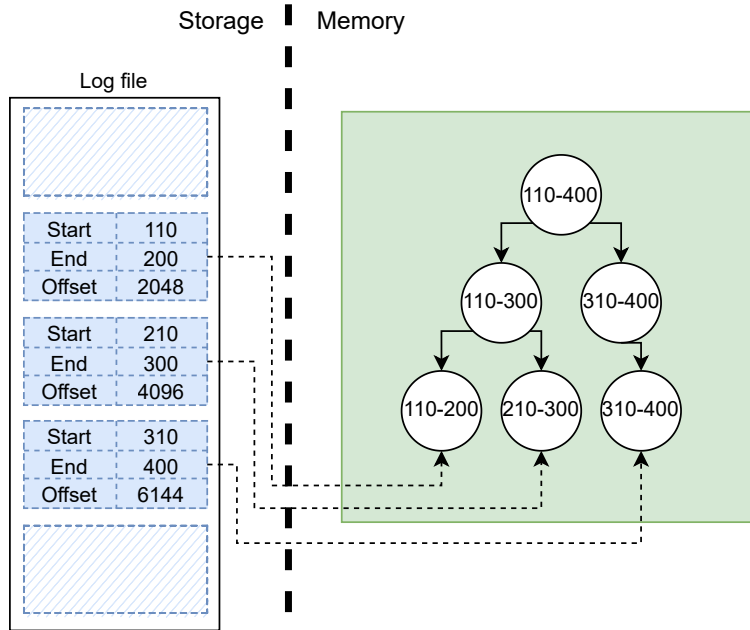 Storage Memory
Log file
Start 110
End 200
Offset 2048
Start 210
End 300
Offset 4096
Start 310
End 400
Offset 6144
110-400
110-300 310-400
110-200 210-300 310-400